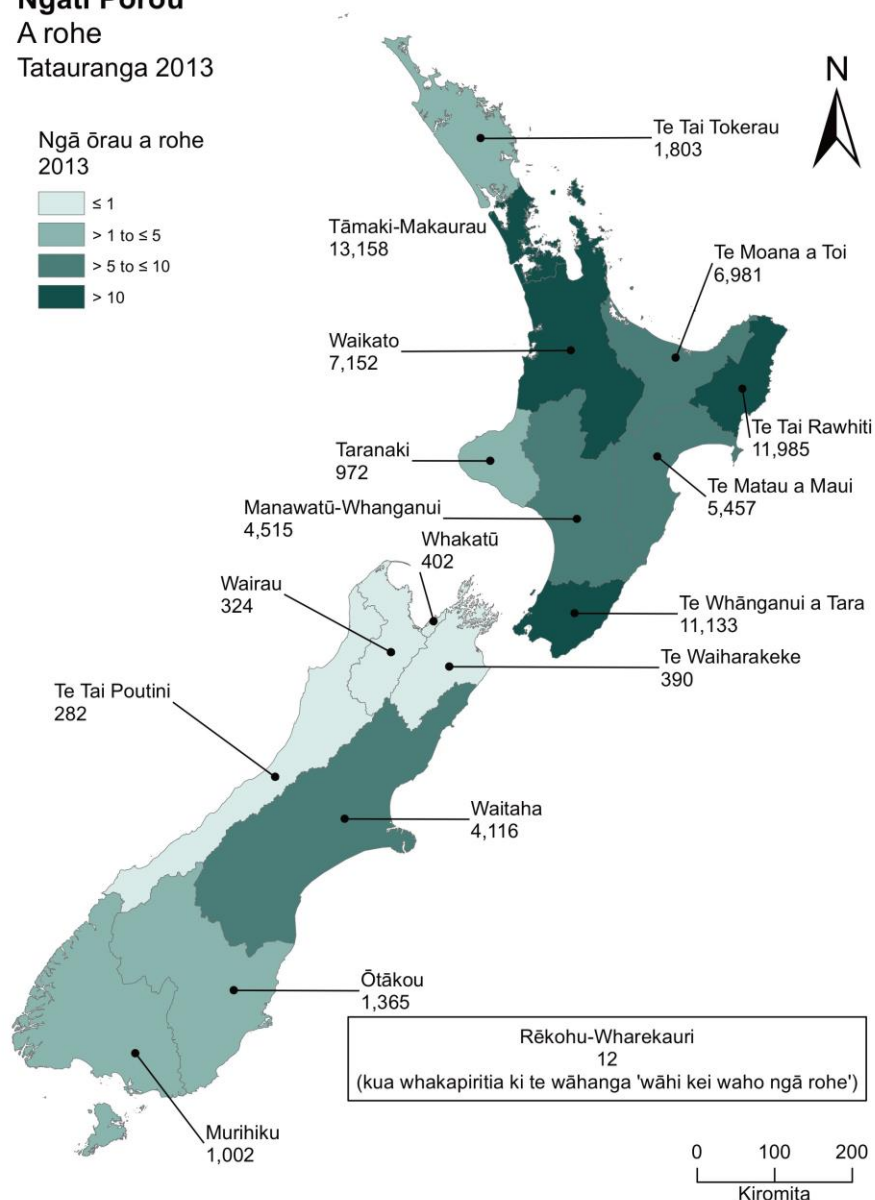 Ngāti Porou
A rohe
Tatauranga 2013
Ngā ōrau a rohe
2013
≤ 1
> 1 to ≤ 5
> 5 to ≤ 10
> 10
N
Te Tai Tokerau
1,803
Tāmaki-Makaurau
13,158
Te Moana a Toi
6,981
Waikato
7,152
Te Tai Rawhiti
11,985
Taranaki
972
Te Matau a Maui
5,457
Manawatū-Whanganui
4,515
Whakatū
402
Wairau
324
Te Whānganui a Tara
11,133
Te Waiharakeke
390
Te Tai Poutini
282
Waitaha
4,116
Ōtākou
1,365
Rēkohu-Wharekauri
12
(kua whakapiritia ki te wāhanga 'wāhi kei waho ngā rohe')
Murihiku
1,002
0 100 200
Kiromita